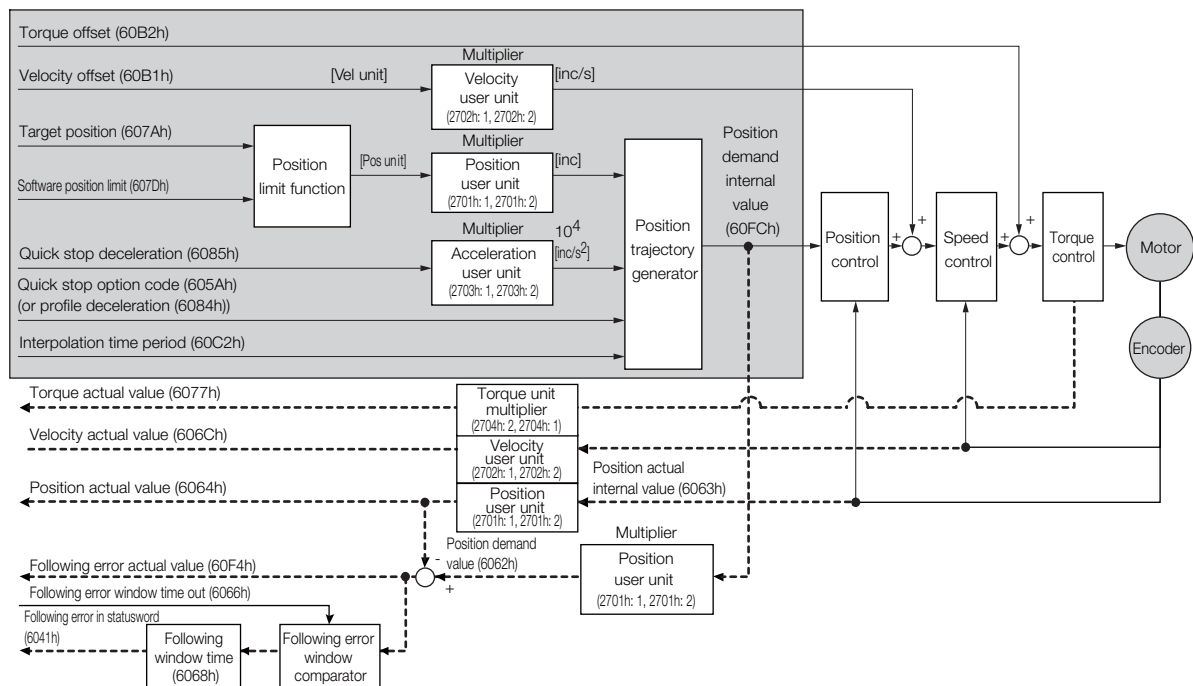 Torque offset (60B2h)
Multiplier
Velocity offset (60B1h)
[Vel unit]
Velocity
user unit
(2702h: 1, 2702h: 2)
[inc/s]
Target position (607Ah)
Software position limit (607Dh)
Position
limit function
[Pos unit]
Multiplier
Position
user unit
(2701h: 1, 2701h: 2)
[inc]
Multiplier
Quick stop deceleration (6085h)
Acceleration
user unit
(2703h: 1, 2703h: 2)
10^4
[inc/s²]
Quick stop option code (605Ah)
(or profile deceleration (6084h))
Interpolation time period (60C2h)
Position
trajectory
generator
Position
demand
internal
value
(60FCh)
Position
control
+
+
Speed
control
+
+
Torque
control
Motor
Encoder
Torque actual value (6077h)
Torque unit
multiplier
(2704h: 2, 2704h: 1)
Velocity actual value (606Ch)
Velocity
user unit
(2702h: 1, 2702h: 2)
Position actual value (6064h)
Position
user unit
(2701h: 1, 2701h: 2)
Position actual
internal value (6063h)
Multiplier
Position
user unit
(2701h: 1, 2701h: 2)
Position demand
value (6062h)
-
+
Following error actual value (60F4h)
Following error window time out (6066h)
Following error in statusword
(6041h)
Following
window time
(6068h)
Following error
window
comparator